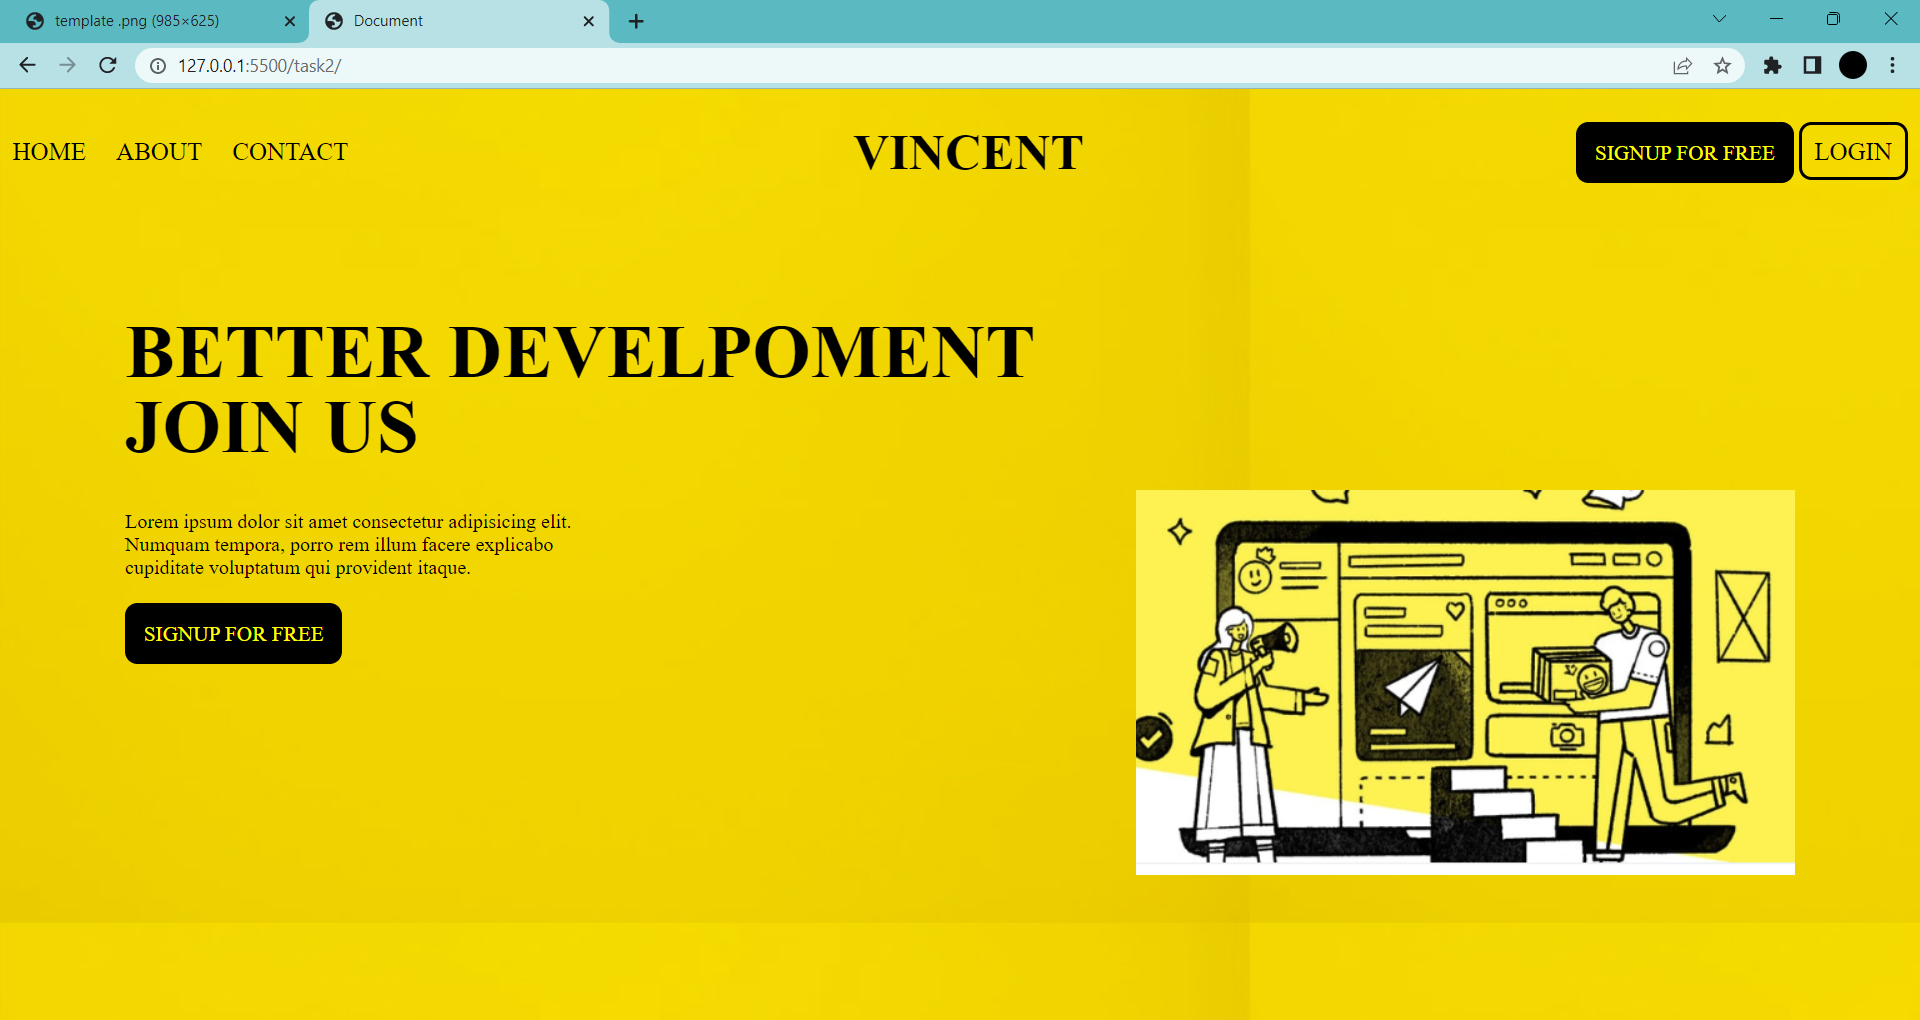 template .png (985×625)
Document
127.0.0.1:5500/task2/
HOME ABOUT CONTACT
VINCENT
SIGNUP FOR FREE
LOGIN
BETTER DEVELPOMENT
JOIN US
Lorem ipsum dolor sit amet consectetur adipisicing elit.
Numquam tempora, porro rem illum facere explicabo
cupiditate voluptatum qui provident itaque.
SIGNUP FOR FREE